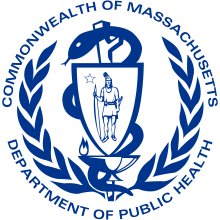 COMMONWEALTH OF MASSACHUSETTS
DEPARTMENT OF PUBLIC HEALTH